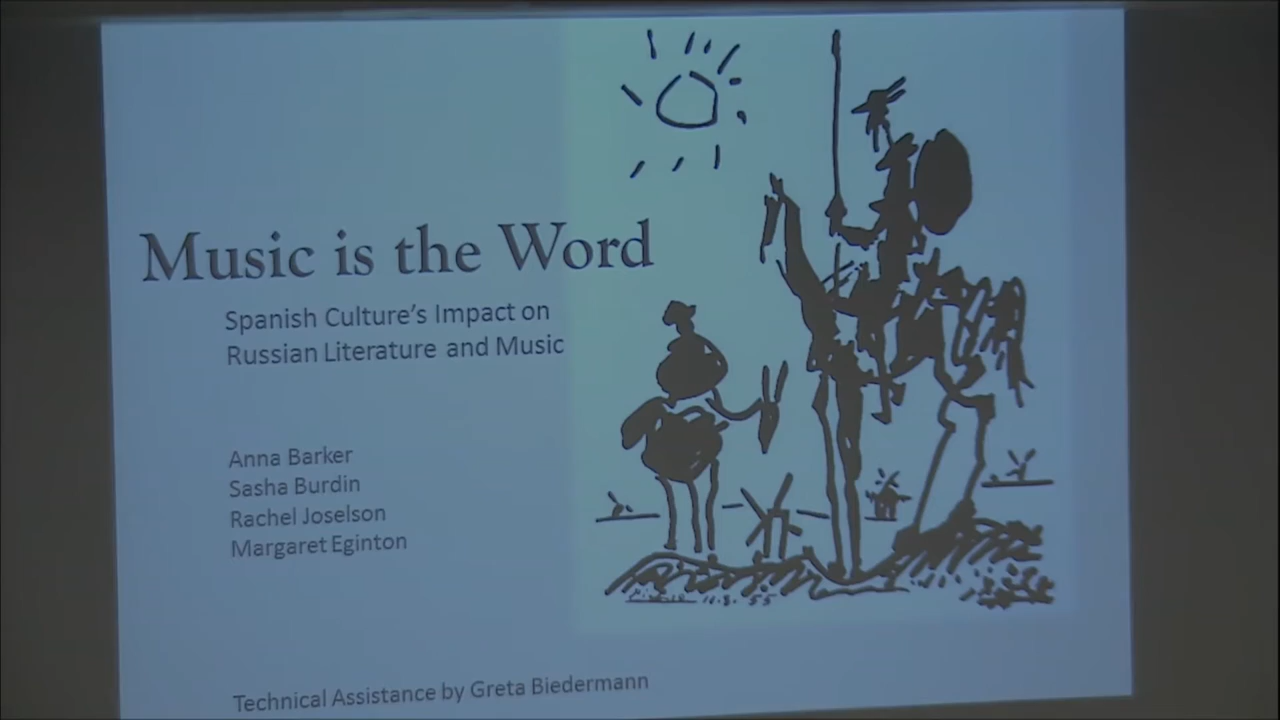 Music is the Word
Spanish Culture's Impact on
Russian Literature and Music
Anna Barker
Sasha Burdin
Rachel Joselson
Margaret Eginton
Technical Assistance by Greta Biedermann